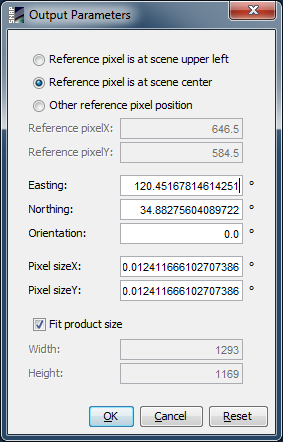 SNAP Output Parameters
Reference pixel is at scene upper left
Reference pixel is at scene center
Other reference pixel position
Reference pixelX: 646.5
Reference pixelY: 584.5
Easting: 120.45167814614251 °
Northing: 34.88275604089722 °
Orientation: 0.0 °
Pixel sizeX: 0.012411666102707386 °
Pixel sizeY: 0.012411666102707386 °
Fit product size
Width: 1293
Height: 1169
OK Cancel Reset